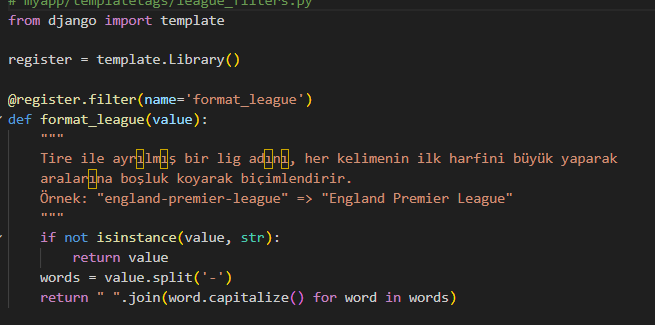 # myapp/templatetags/league_filters.py
from django import template
register = template.Library()
@register.filter(name='format_league')
def format_league(value):
    """
    Tire ile ayrılmış bir lig adını, her kelimenin ilk harfini büyük yaparak
    aralarına boşluk koyarak biçimlendirir.
    Örnek: "england-premier-league" => "England Premier League"
    """
    if not isinstance(value, str):
        return value
    words = value.split('-')
    return " ".join(word.capitalize() for word in words)